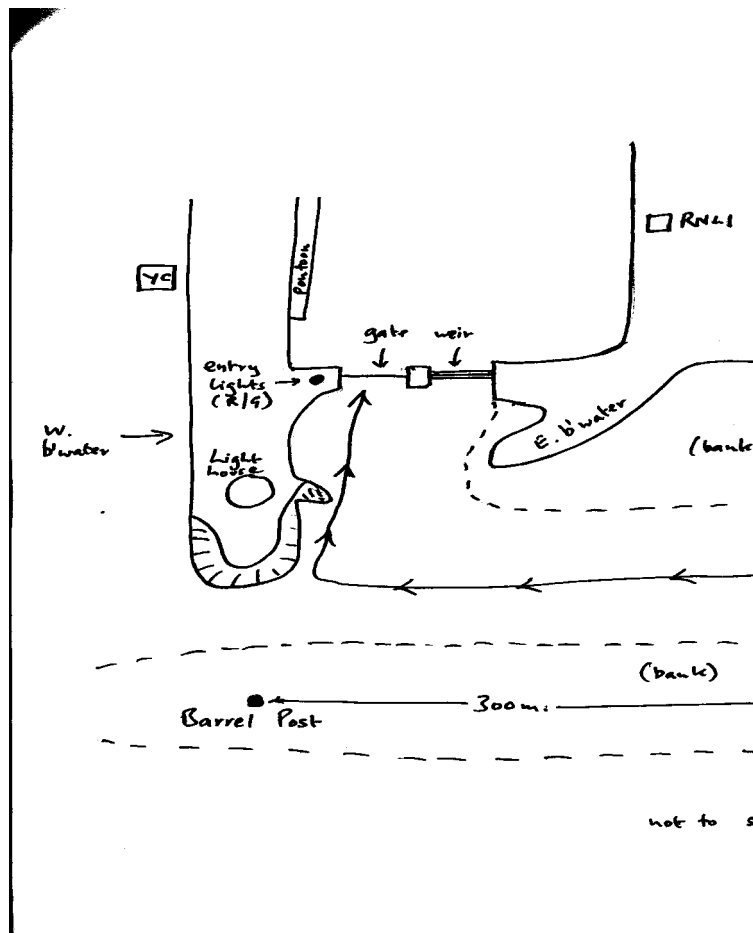 RNLI
YC
Pontoon
gate
weir
entry
lights
(R/G)
W.
b'water
E. b'water
(bank
Light
house
(bank)
300m.
Barrel Post
not to s